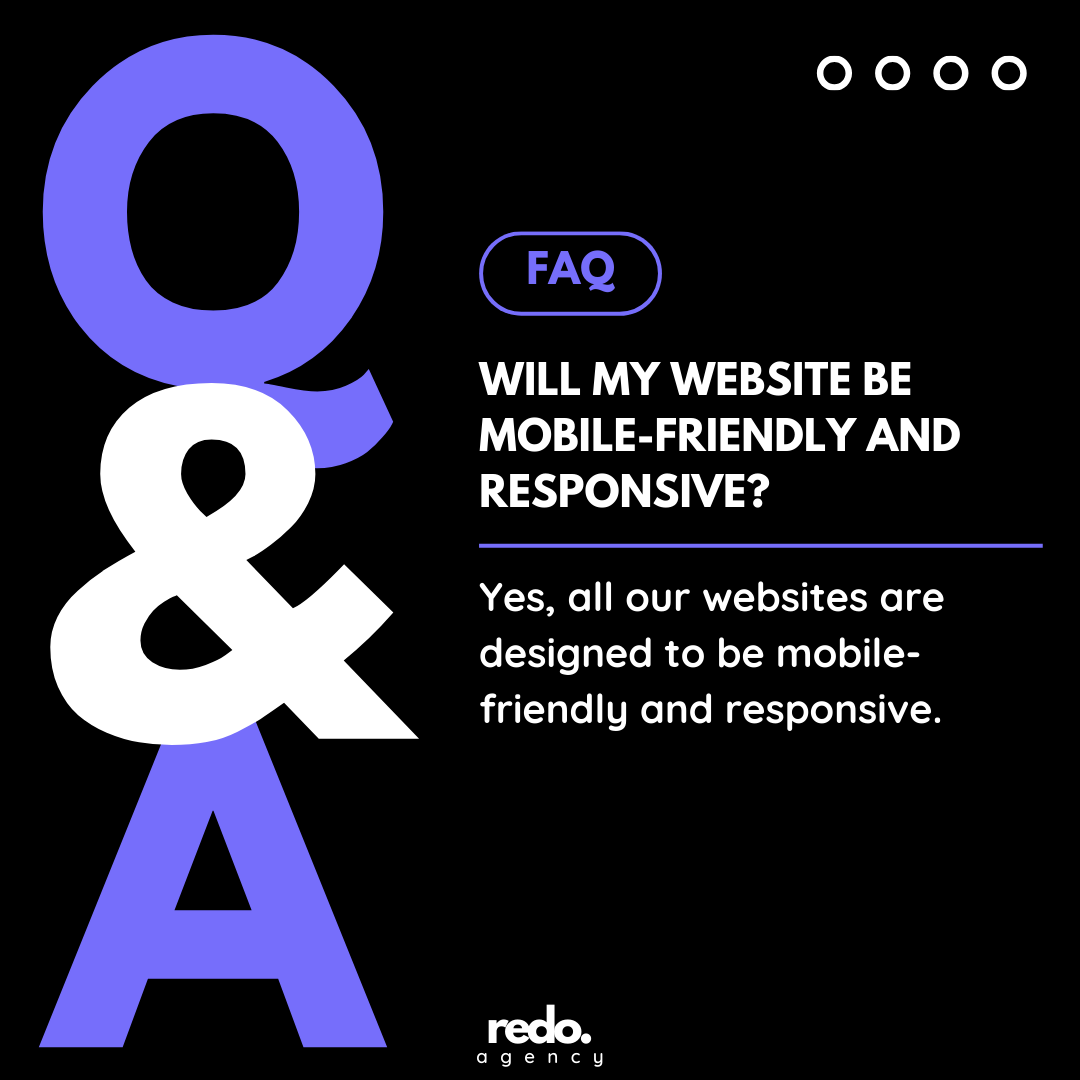 Q
&
A
FAQ
WILL MY WEBSITE BE
MOBILE-FRIENDLY AND
RESPONSIVE?
Yes, all our websites are
designed to be mobile-
friendly and responsive.
redo.
agency